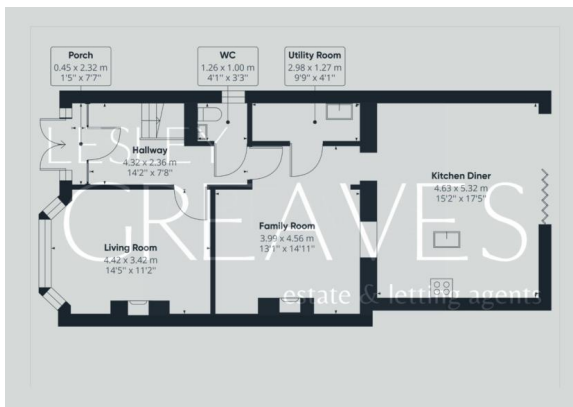 Porch
0.45 x 2.32 m
1'5" x 7'7"
WC
1.26 x 1.00 m
4'1" x 3'3"
Utility Room
2.98 x 1.27 m
9'9" x 4'1"
LESLEY
Hallway
4.32 x 2.36 m
14'2" x 7'8"
Kitchen Diner
4.63 x 5.32 m
15'2" x 17'5"
GREAVES
Family Room
3.99 x 4.56 m
13'1" x 14'11"
Living Room
4.42 x 3.42 m
14'5" x 11'2"
estate & letting agents